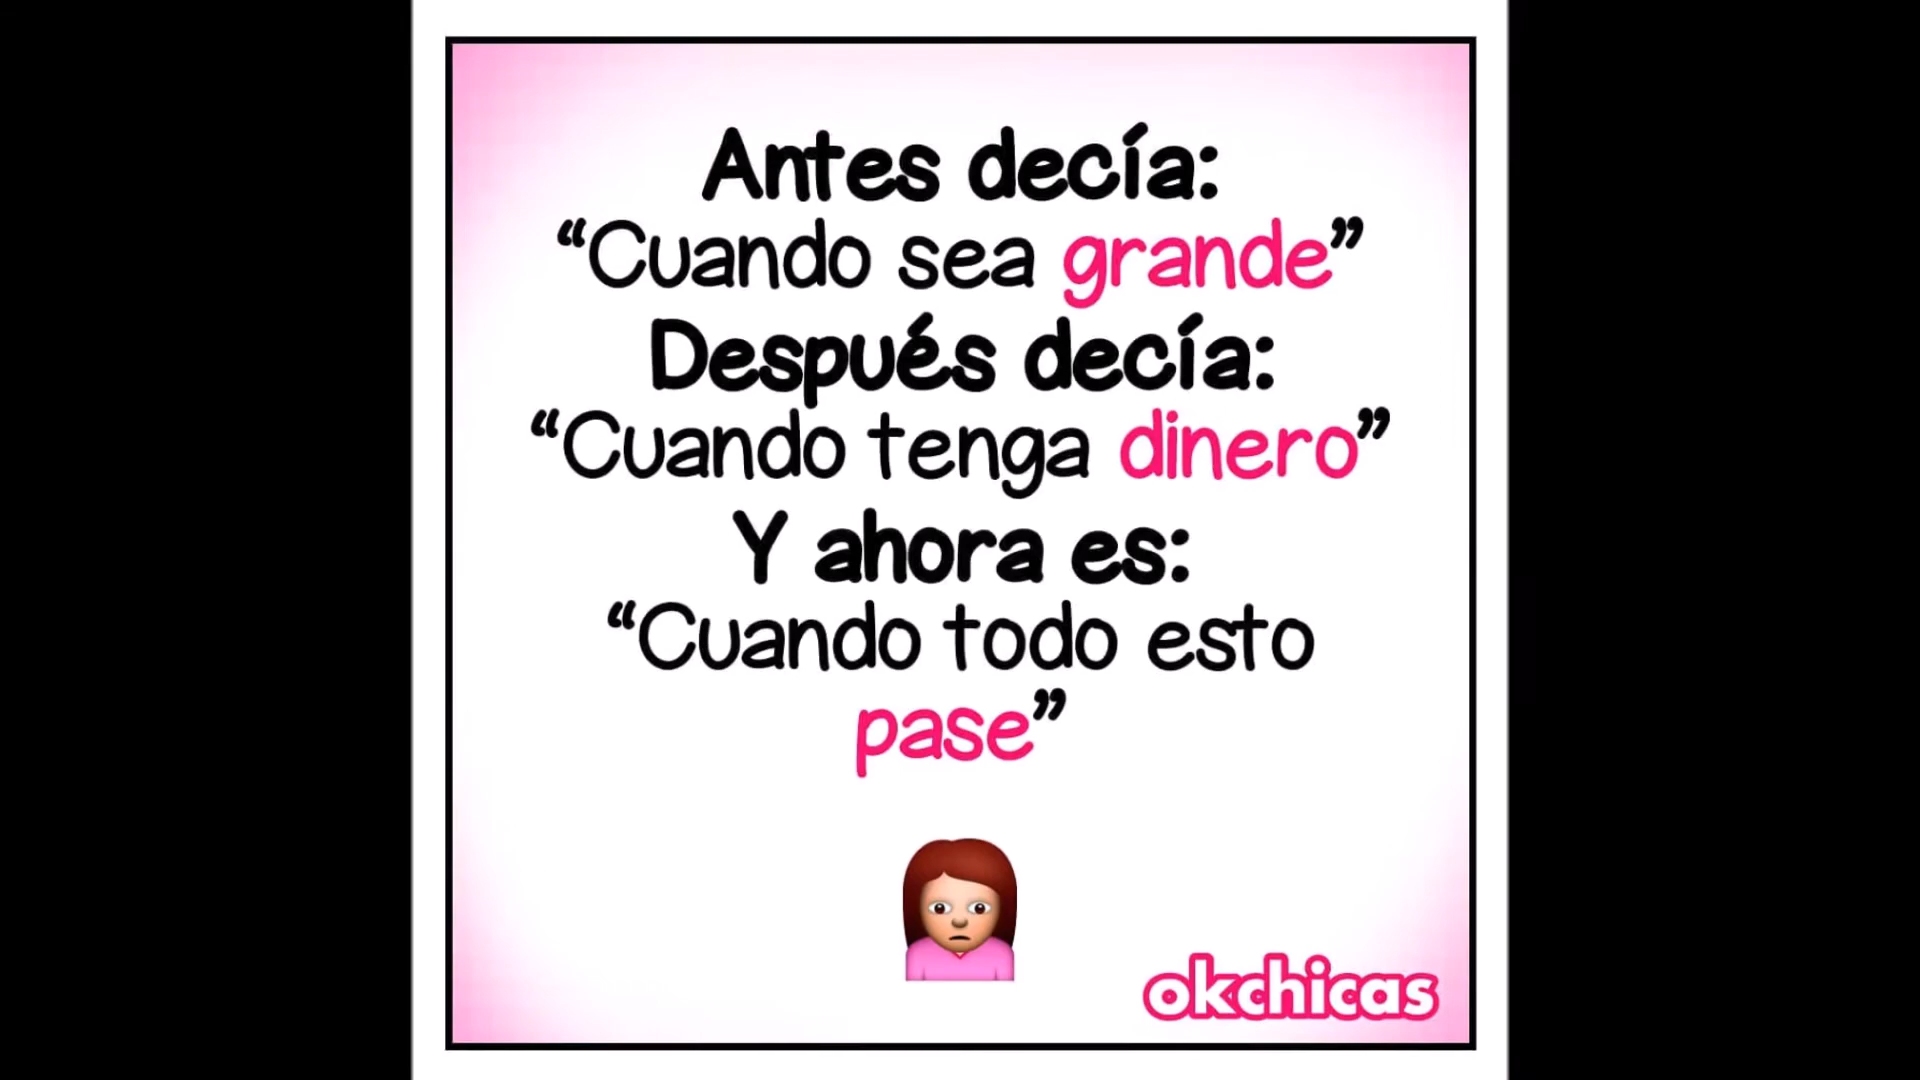 Antes decía:
“Cuando sea grande”
Después decía:
“Cuando tenga dinero”
Y ahora es:
“Cuando todo esto
pase”
okchicas